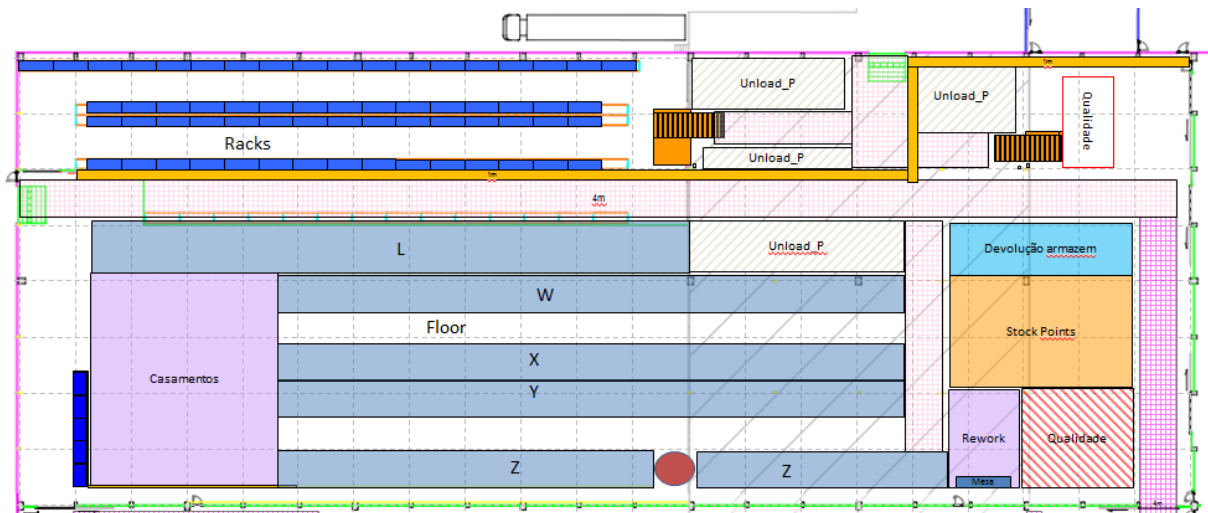 1m
Unload_P
Unload_P
Qualidade
Racks
Unload_P
1m
4m
L
Unload_P
Devolução armazem
W
Floor
Stock Points
X
Casamentos
Y
Rework
Qualidade
Z
Z
Mesa
4m